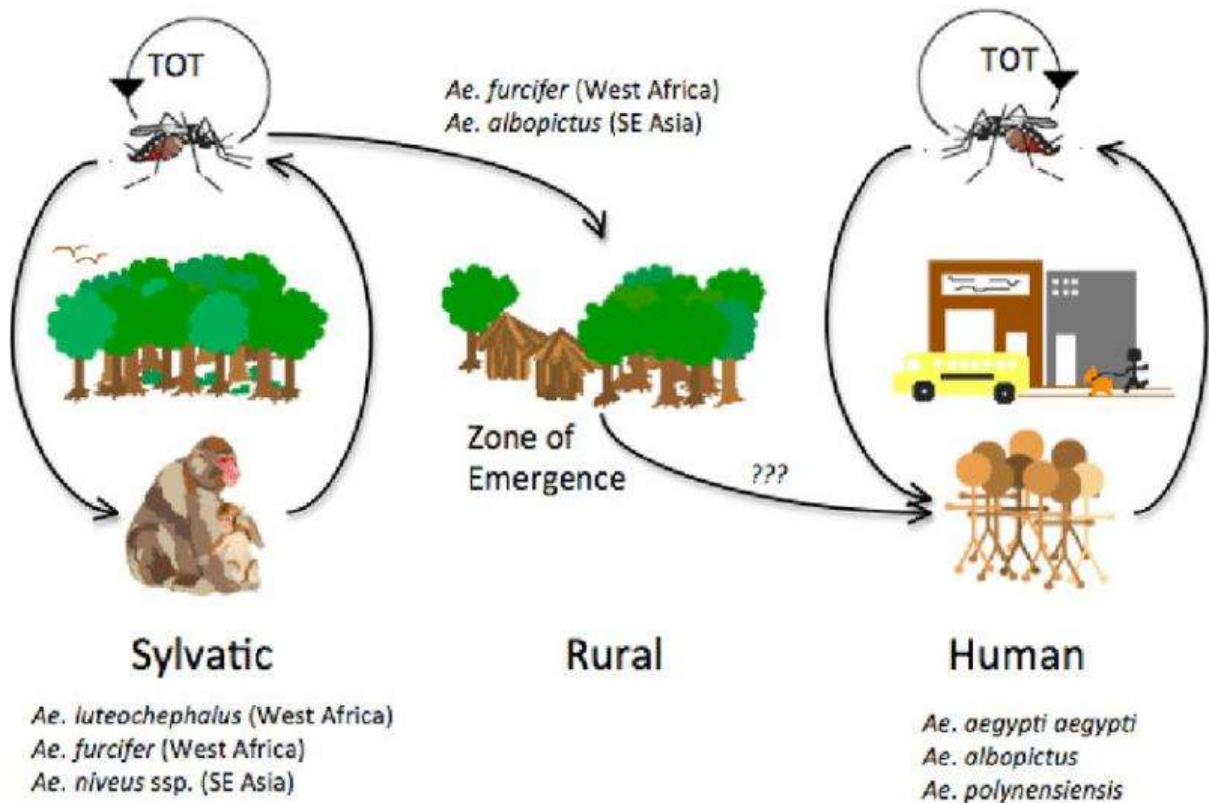 TOT
Ae. furcifer (West Africa)
Ae. albopictus (SE Asia)
TOT
Zone of
Emergence
???
Sylvatic
Rural
Human
Ae. luteochephalus (West Africa)
Ae. furcifer (West Africa)
Ae. niveus ssp. (SE Asia)
Ae. aegypti aegypti
Ae. albopictus
Ae. polynensiensis